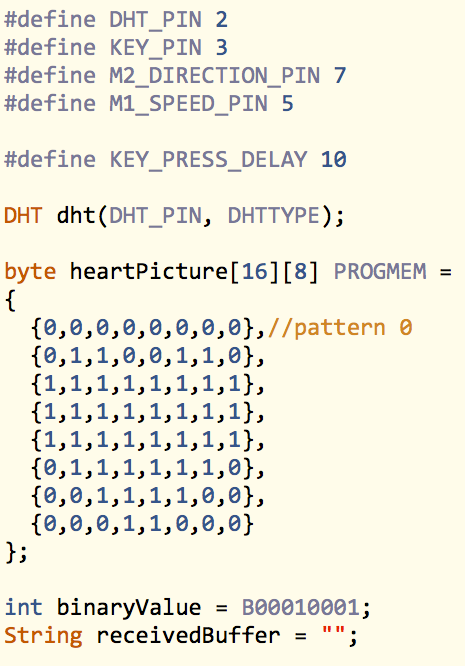 #define DHT_PIN 2
#define KEY_PIN 3
#define M2_DIRECTION_PIN 7
#define M1_SPEED_PIN 5

#define KEY_PRESS_DELAY 10

DHT dht(DHT_PIN, DHTTYPE);

byte heartPicture[16][8] PROGMEM =
{
  {0,0,0,0,0,0,0,0},//pattern 0
  {0,1,1,0,0,1,1,0},
  {1,1,1,1,1,1,1,1},
  {1,1,1,1,1,1,1,1},
  {1,1,1,1,1,1,1,1},
  {0,1,1,1,1,1,1,0},
  {0,0,1,1,1,1,0,0},
  {0,0,0,1,1,0,0,0}
};

int binaryValue = B00010001;
String receivedBuffer = "";